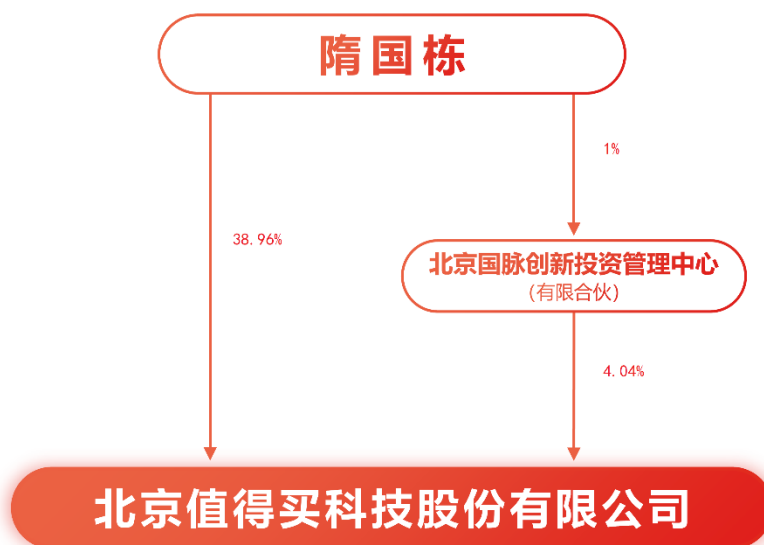 隋国栋
1%
38.96%
北京国脉创新投资管理中心
(有限合伙)
4.04%
北京值得买科技股份有限公司